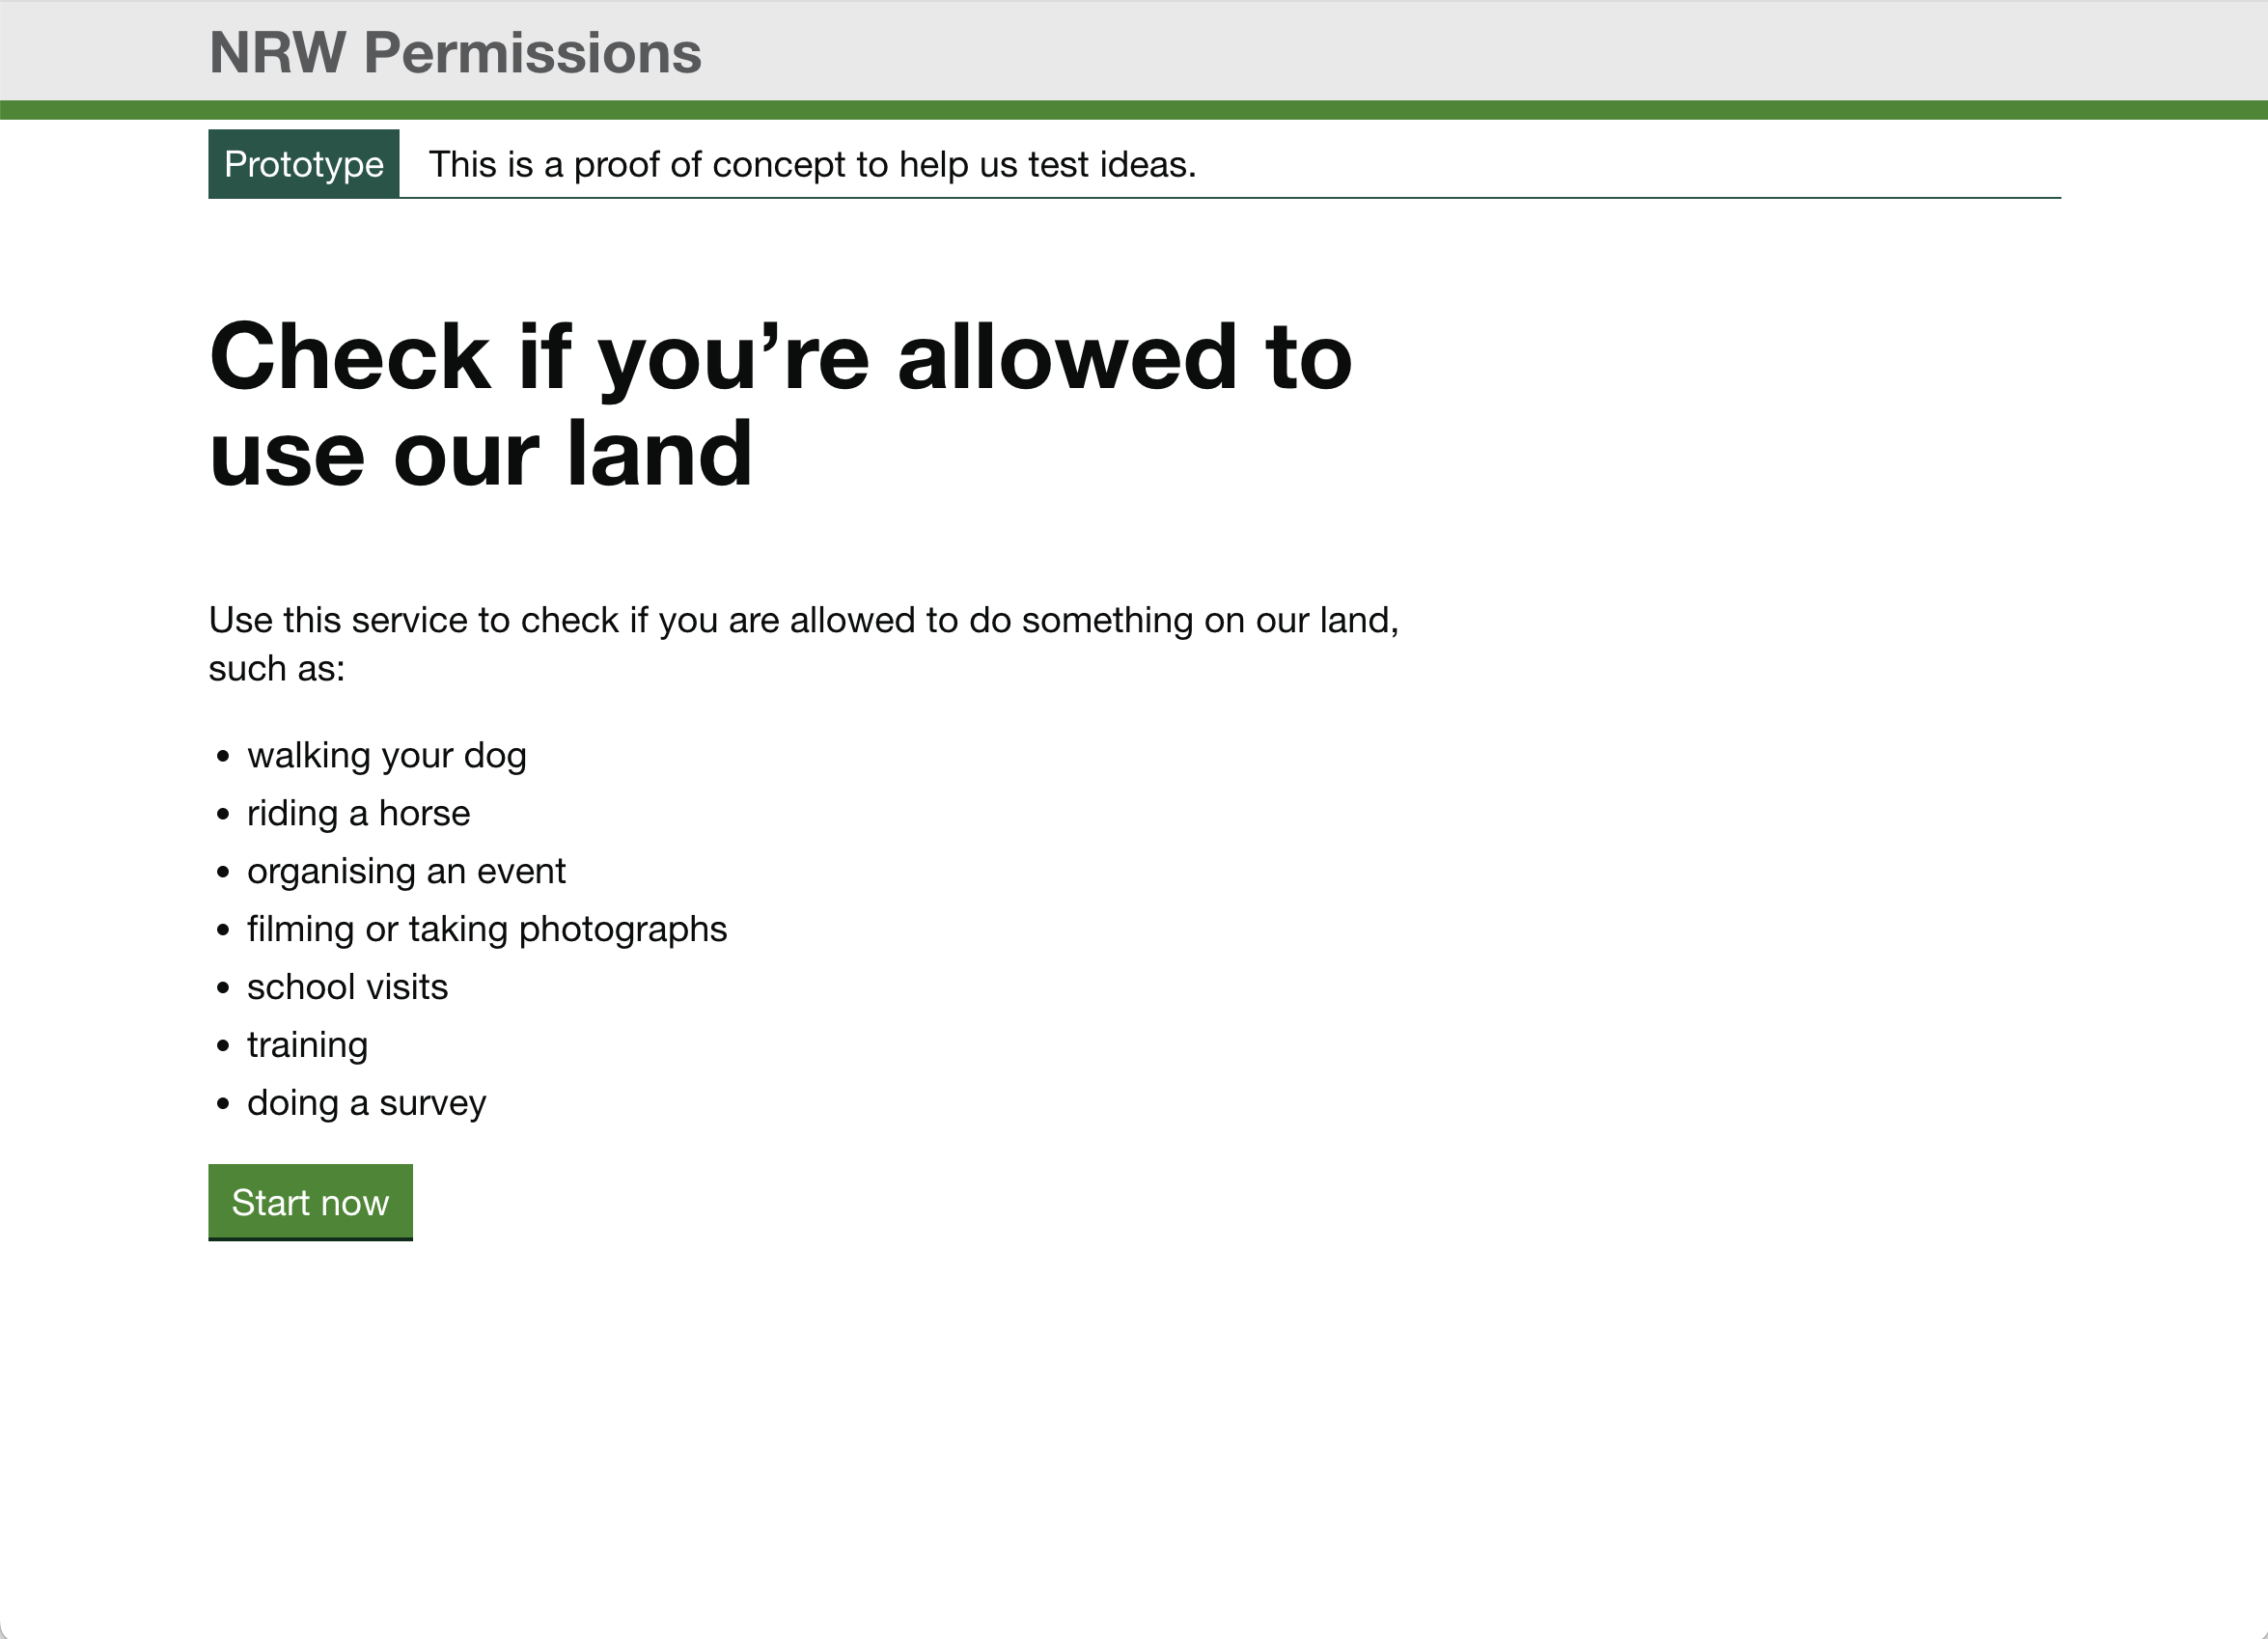 NRW Permissions
Prototype This is a proof of concept to help us test ideas.
Check if you’re allowed to
use our land
Use this service to check if you are allowed to do something on our land,
such as:
• walking your dog
• riding a horse
• organising an event
• filming or taking photographs
• school visits
• training
• doing a survey
Start now